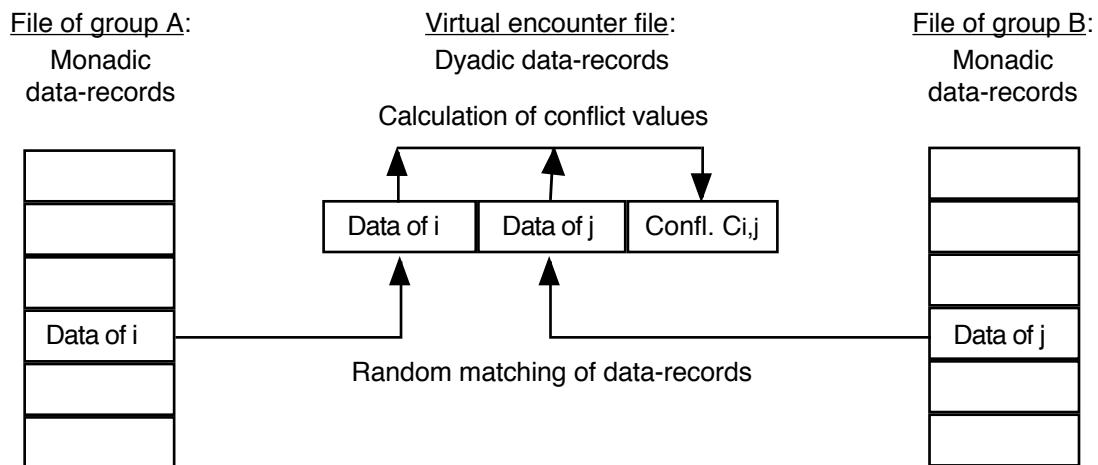 File of group A:
Monadic
data-records
Virtual encounter file:
Dyadic data-records
File of group B:
Monadic
data-records
Calculation of conflict values
Data of i
Data of j
Confl. Ci,j
Data of i
Data of j
Random matching of data-records